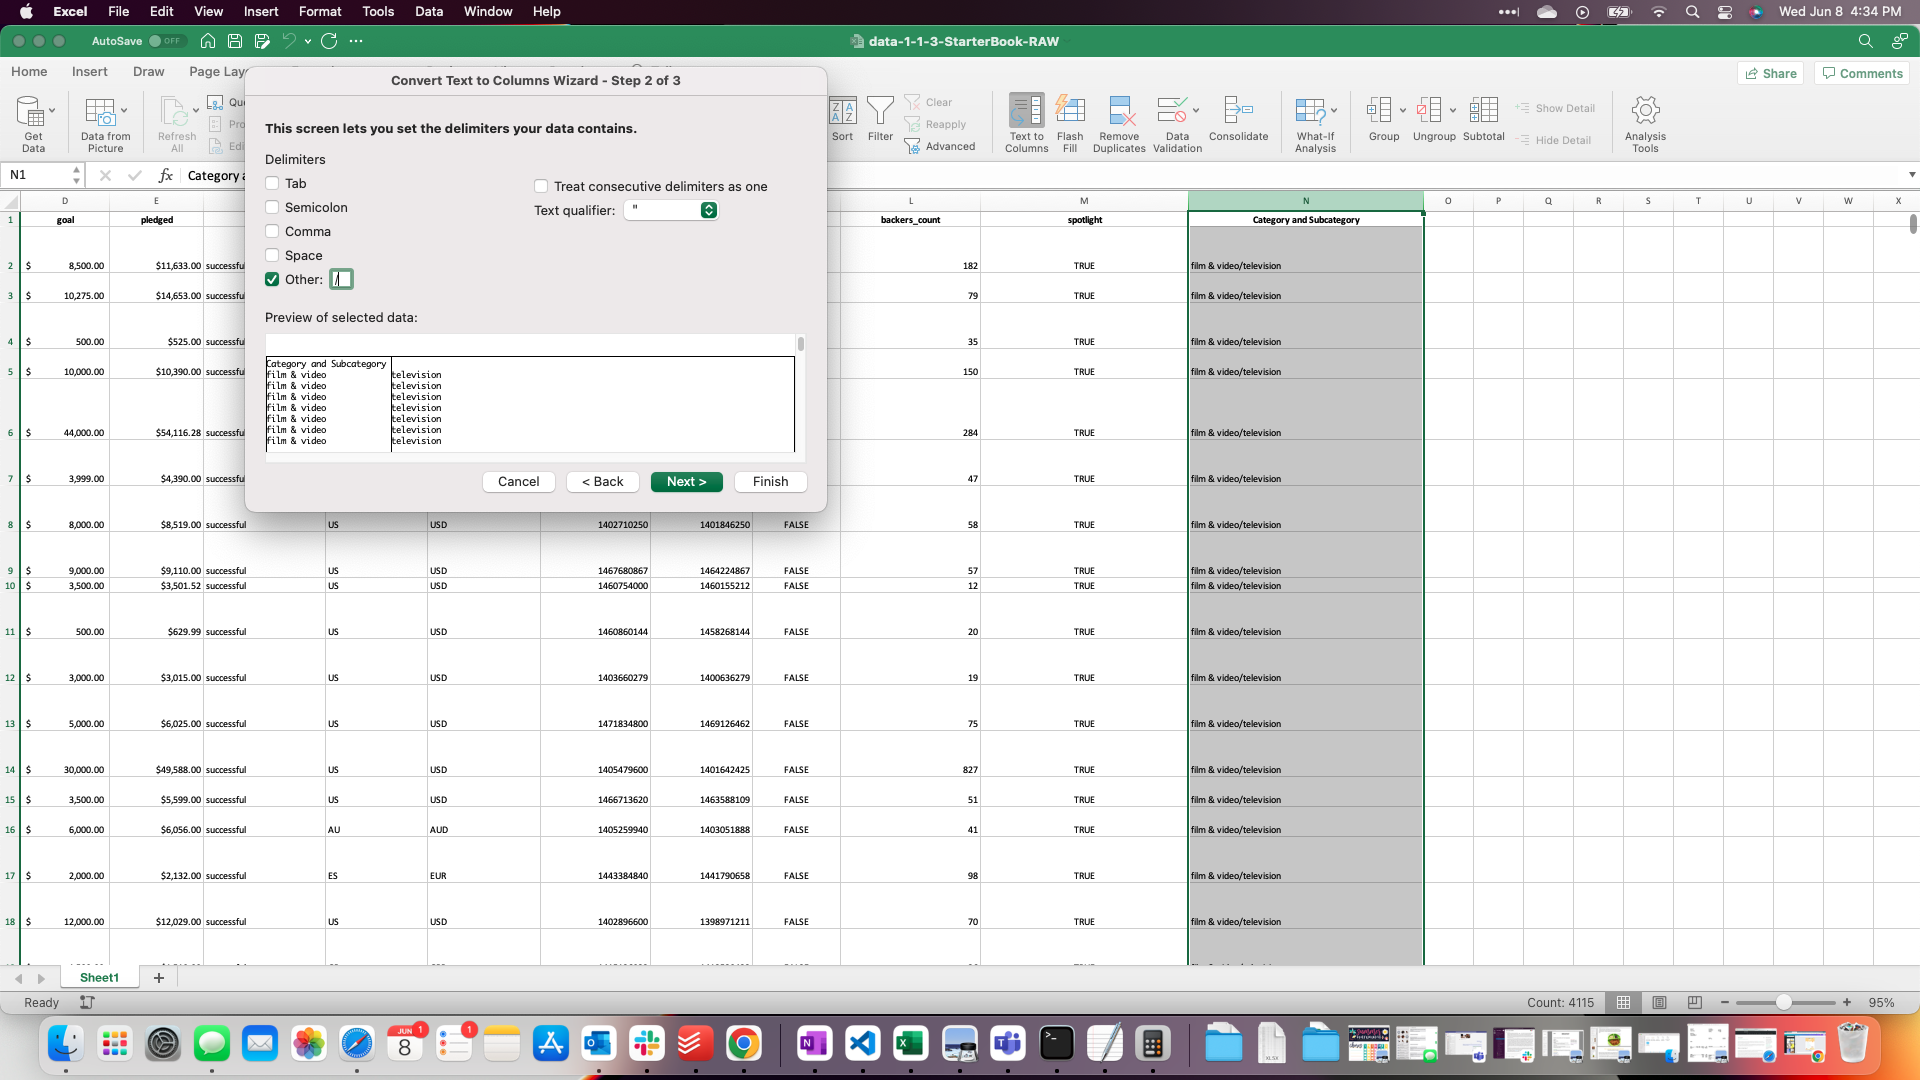 Excel File Edit View Insert Format Tools Data Window Help Wed Jun 8 4:34 PM
AutoSave OFF data-1-1-3-StarterBook-RAW
Home Insert Draw Share Comments
Convert Text to Columns Wizard - Step 2 of 3
This screen lets you set the delimiters your data contains.
Delimiters
Tab
Semicolon
Comma
Space
Other: /
Treat consecutive delimiters as one
Text qualifier: "
Preview of selected data:
Category and Subcategory
film & video television
film & video television
film & video television
film & video television
film & video television
film & video television
film & video television
Cancel < Back Next > Finish
Get Data
Data from Picture
Refresh All
Sort
Filter
Clear
Reapply
Advanced
Text to Columns
Flash Fill
Remove Duplicates
Data Validation
Consolidate
What-If Analysis
Group
Ungroup
Subtotal
Show Detail
Hide Detail
Analysis Tools
N1 fx Category a
D E L M N O P Q R S T U V W X
1 goal pledged backers_count spotlight Category and Subcategory
2 $ 8,500.00 $11,633.00 successful 182 TRUE film & video/television
3 $ 10,275.00 $14,653.00 successful 79 TRUE film & video/television
4 $ 500.00 $525.00 successful 35 TRUE film & video/television
5 $ 10,000.00 $10,390.00 successful 150 TRUE film & video/television
6 $ 44,000.00 $54,116.28 successful 284 TRUE film & video/television
7 $ 3,999.00 $4,390.00 successful 47 TRUE film & video/television
8 $ 8,000.00 $8,519.00 successful US USD 1402710250 1401846250 FALSE 58 TRUE film & video/television
9 $ 9,000.00 $9,110.00 successful US USD 1467680867 1464224867 FALSE 57 TRUE film & video/television
10 $ 3,500.00 $3,501.52 successful US USD 1460754000 1460155212 FALSE 12 TRUE film & video/television
11 $ 500.00 $629.99 successful US USD 1460860144 1458268144 FALSE 20 TRUE film & video/television
12 $ 3,000.00 $3,015.00 successful US USD 1403660279 1400636279 FALSE 19 TRUE film & video/television
13 $ 5,000.00 $6,025.00 successful US USD 1471834800 1469126462 FALSE 75 TRUE film & video/television
14 $ 30,000.00 $49,588.00 successful US USD 1405479600 1401642425 FALSE 827 TRUE film & video/television
15 $ 3,500.00 $5,599.00 successful US USD 1466713620 1463588109 FALSE 51 TRUE film & video/television
16 $ 6,000.00 $6,056.00 successful AU AUD 1405259940 1403051888 FALSE 41 TRUE film & video/television
17 $ 2,000.00 $2,132.00 successful ES EUR 1443384840 1441790658 FALSE 98 TRUE film & video/television
18 $ 12,000.00 $12,029.00 successful US USD 1402896600 1398971211 FALSE 70 TRUE film & video/television
Sheet1 +
Ready Count: 4115 95%
JUN 8 1 1